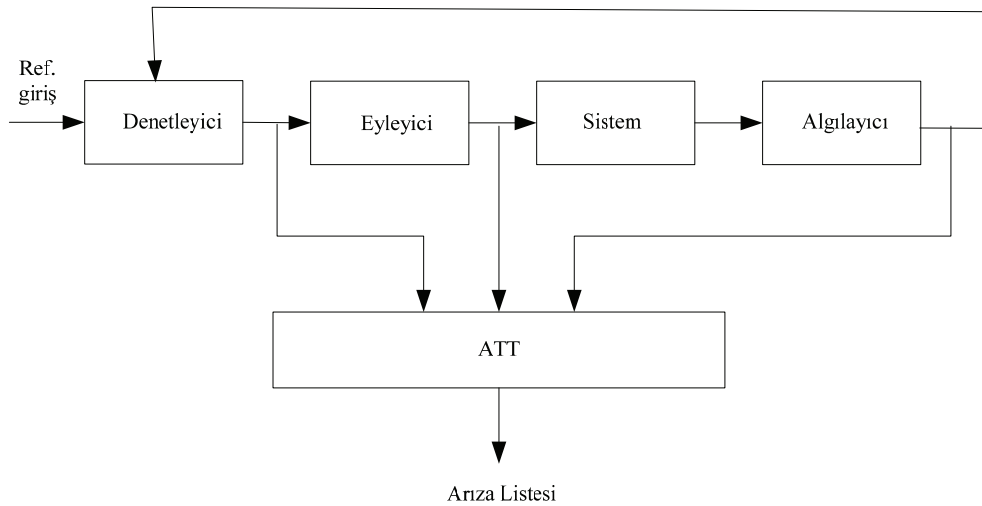 Ref.
giriş
Denetleyici
Eyleyici
Sistem
Algılayıcı
ATT
Arıza Listesi